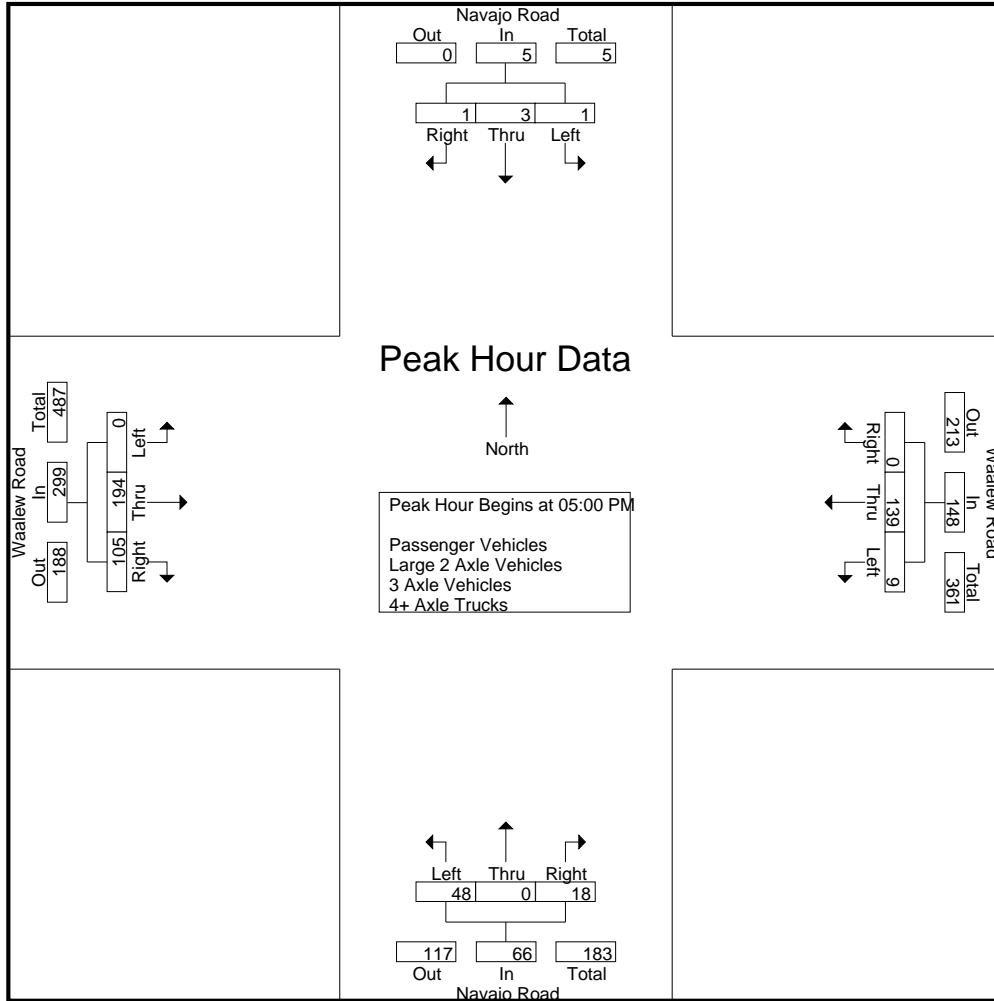 Navajo Road
Out In Total
0 5 5
1 3 1
Right Thru Left
Peak Hour Data
North
Peak Hour Begins at 05:00 PM
Passenger Vehicles
Large 2 Axle Vehicles
3 Axle Vehicles
4+ Axle Trucks
Waalew Road
Out In Total
188 299 487
105 194 0
Right Thru Left
Waalew Road
Out In Total
213 148 361
0 139 9
Right Thru Left
Left Thru Right
48 0 18
117 66 183
Out In Total
Navajo Road